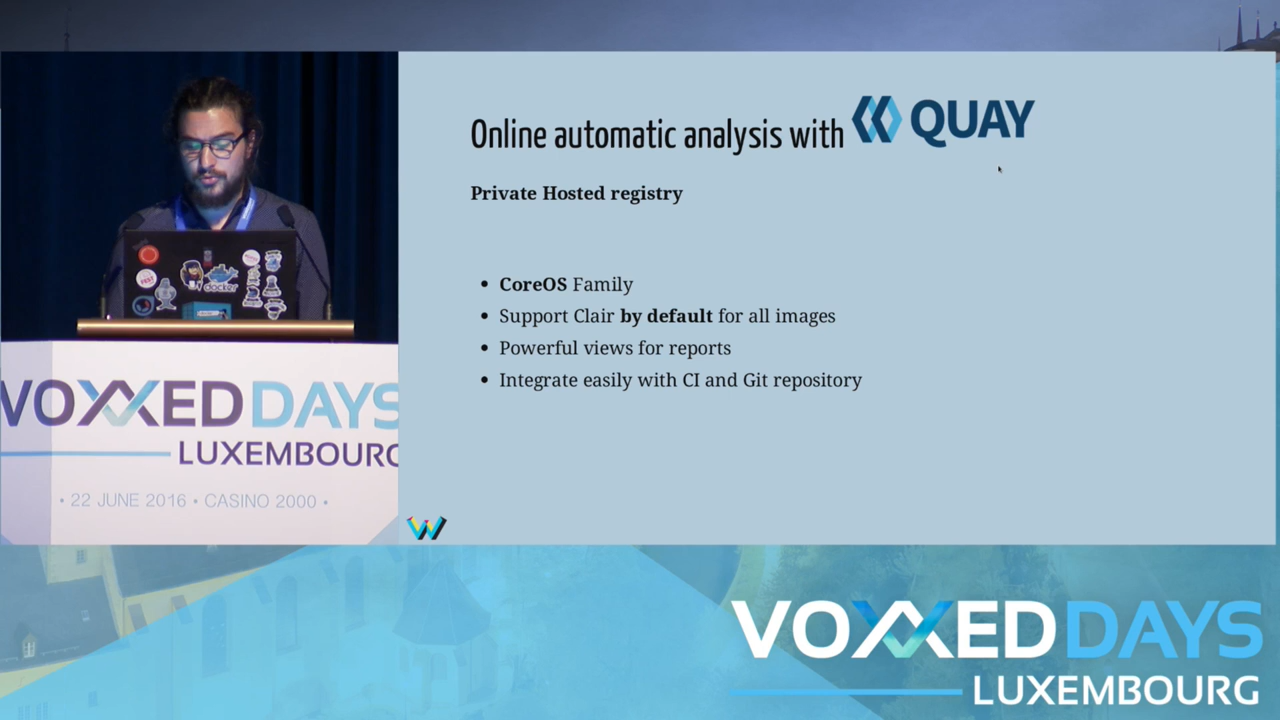 Online automatic analysis with QUAY
Private Hosted registry
• CoreOS Family
• Support Clair by default for all images
• Powerful views for reports
• Integrate easily with CI and Git repository
docker
VOXXED DAYS
LUXEMBOURG
• 22 JUNE 2016 • CASINO 2000 •
W
VOXXED DAYS
LUXEMBOURG